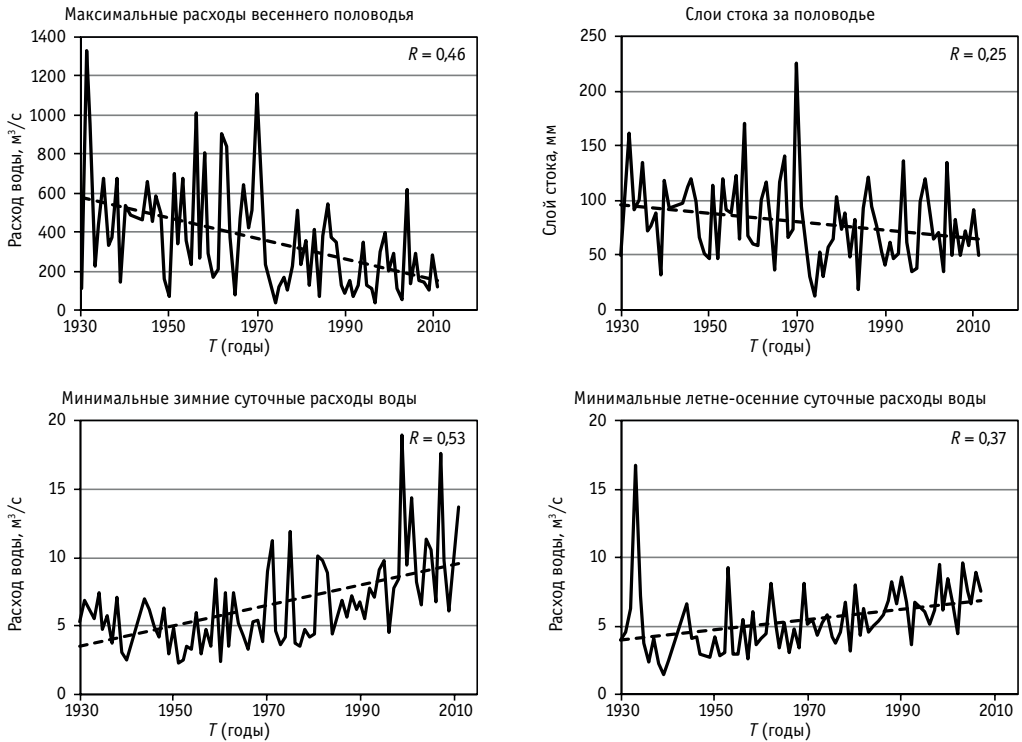 Максимальные расходы весеннего половодья
Расход воды, м³/с
1400
1200
1000
800
600
400
200
0
R = 0,46
1930
1950
1970
1990
2010
T (годы)
Слои стока за половодье
Слой стока, мм
250
200
150
100
50
0
R = 0,25
1930
1950
1970
1990
2010
T (годы)
Минимальные зимние суточные расходы воды
Расход воды, м³/с
20
15
10
5
0
R = 0,53
1930
1950
1970
1990
2010
T (годы)
Минимальные летне-осенние суточные расходы воды
Расход воды, м³/с
20
15
10
5
0
R = 0,37
1930
1950
1970
1990
2010
T (годы)